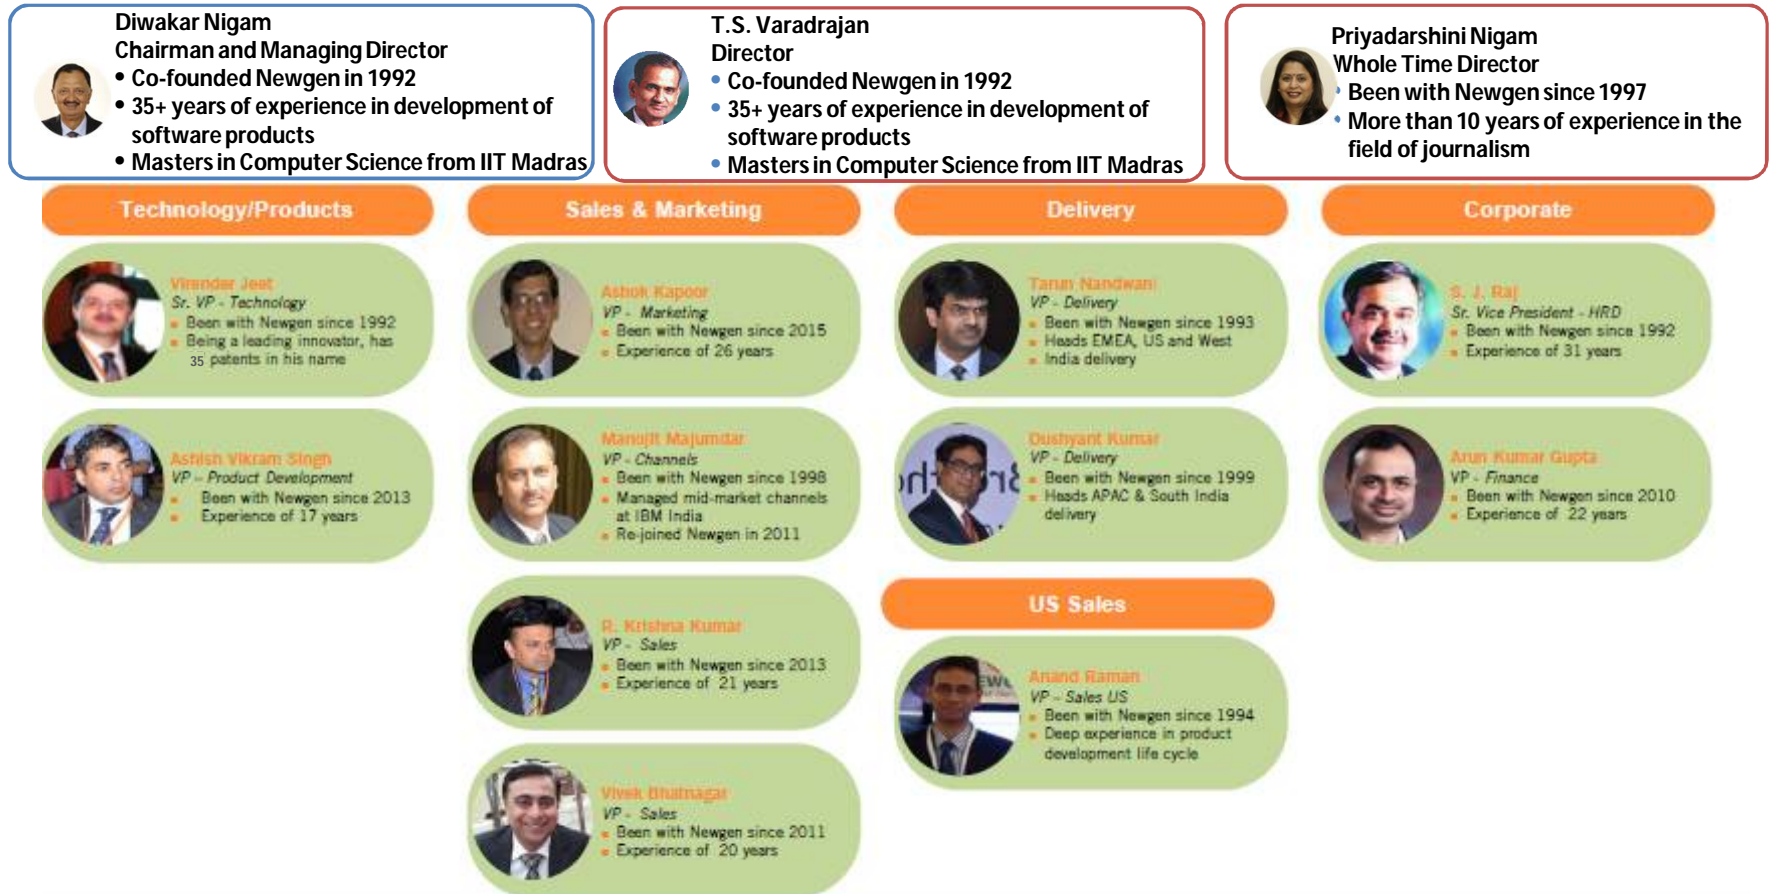 Diwakar Nigam
Chairman and Managing Director
• Co-founded Newgen in 1992
• 35+ years of experience in development of
software products
• Masters in Computer Science from IIT Madras
T.S. Varadrajan
Director
• Co-founded Newgen in 1992
• 35+ years of experience in development of
software products
• Masters in Computer Science from IIT Madras
Priyadarshini Nigam
Whole Time Director
• Been with Newgen since 1997
• More than 10 years of experience in the
field of journalism
Technology/Products
Virender Jeet
Sr. VP - Technology
Been with Newgen since 1992
Being a leading innovator, has
35 patents in his name
Ashish Vikram Singh
VP – Product Development
Been with Newgen since 2013
Experience of 17 years
Sales & Marketing
Ashok Kapoor
VP - Marketing
Been with Newgen since 2015
Experience of 26 years
Manojit Majumdar
VP - Channels
Been with Newgen since 1998
Managed mid-market channels
at IBM India
Re-joined Newgen in 2011
R. Krishna Kumar
VP - Sales
Been with Newgen since 2013
Experience of 21 years
Vivek Bhatnagar
VP - Sales
Been with Newgen since 2011
Experience of 20 years
Delivery
Tarun Nandwani
VP - Delivery
Been with Newgen since 1993
Heads EMEA, US and West
India delivery
Dushyant Kumar
VP - Delivery
Been with Newgen since 1999
Heads APAC & South India
delivery
US Sales
Anand Raman
VP – Sales US
Been with Newgen since 1994
Deep experience in product
development life cycle
Corporate
S. J. Raj
Sr. Vice President - HRD
Been with Newgen since 1992
Experience of 31 years
Arun Kumar Gupta
VP - Finance
Been with Newgen since 2010
Experience of 22 years